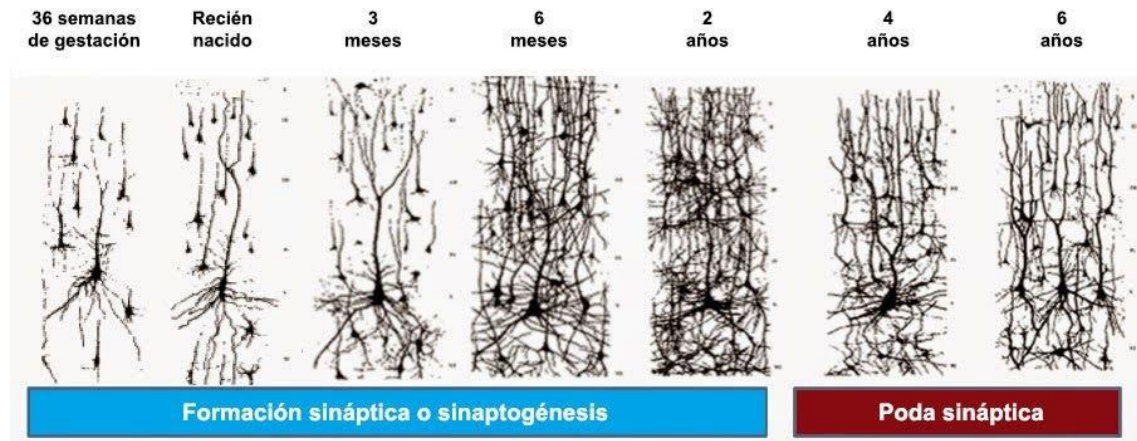 36 semanas
de gestación
Recién
nacido
3
meses
6
meses
2
años
4
años
6
años
Formación sináptica o sinaptogénesis
Poda sináptica